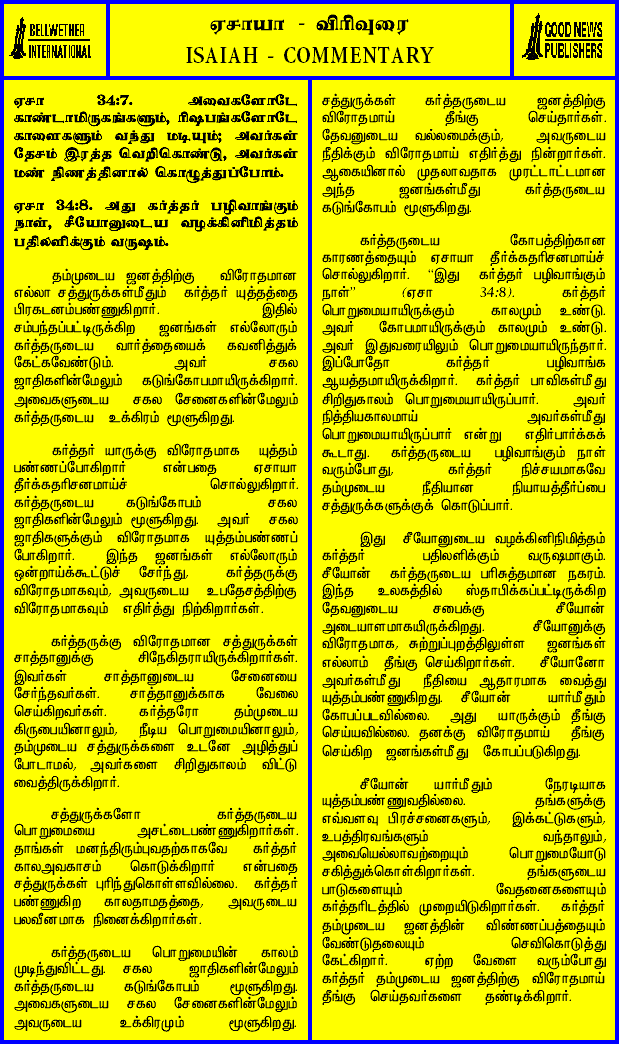 BELLWETHER
INTERNATIONAL
ஏசாயா - விரிவுரை
ISAIAH - COMMENTARY
GOOD NEWS
PUBLISHERS
ஏசா 34:7. அவைகளோடே
காண்டாமிருகங்களும், ரிஷபங்களோடே
காளைகளும் வந்து மடியும்; அவர்கள்
தேசம் இரத்த வெறிகொண்டு, அவர்கள்
மண் நிணத்தினால் கொழுத்துப்போம்.
ஏசா 34:8. அது கர்த்தர் பழிவாங்கும்
நாள், சீயோனுடைய வழக்கினிமித்தம்
பதிலளிக்கும் வருஷம்.
தம்முடைய ஜனத்திற்கு விரோதமான
எல்லா சத்துருக்கள்மீதும் கர்த்தர் யுத்தத்தை
பிரகடனம்பண்ணுகிறார். இதில்
சம்பந்தப்பட்டிருக்கிற ஜனங்கள் எல்லோரும்
கர்த்தருடைய வார்த்தையைக் கவனித்துக்
கேட்கவேண்டும். அவர் சகல
ஜாதிகளின்மேலும் கடுங்கோபமாயிருக்கிறார்.
அவைகளுடைய சகல சேனைகளின்மேலும்
கர்த்தருடைய உக்கிரம் மூளுகிறது.
கர்த்தர் யாருக்கு விரோதமாக யுத்தம்
பண்ணப்போகிறார் என்பதை ஏசாயா
தீர்க்கதரிசனமாய்ச் சொல்லுகிறார்.
கர்த்தருடைய கடுங்கோபம் சகல
ஜாதிகளின்மேலும் மூளுகிறது. அவர் சகல
ஜாதிகளுக்கும் விரோதமாக யுத்தம்பண்ணப்
போகிறார். இந்த ஜனங்கள் எல்லோரும்
ஒன்றாய்க்கூட்டுச் சேர்ந்து, கர்த்தருக்கு
விரோதமாகவும், அவருடைய உபதேசத்திற்கு
விரோதமாகவும் எதிர்த்து நிற்கிறார்கள்.
கர்த்தருக்கு விரோதமான சத்துருக்கள்
சாத்தானுக்கு சிநேகிதராயிருக்கிறார்கள்.
இவர்கள் சாத்தானுடைய சேனையை
சேர்ந்தவர்கள். சாத்தானுக்காக வேலை
செய்கிறவர்கள். கர்த்தரோ தம்முடைய
கிருபையினாலும், நீடிய பொறுமையினாலும்,
தம்முடைய சத்துருக்களை உடனே அழித்துப்
போடாமல், அவர்களை சிறிதுகாலம் விட்டு
வைத்திருக்கிறார்.
சத்துருக்களோ கர்த்தருடைய
பொறுமையை அசட்டைபண்ணுகிறார்கள்.
தாங்கள் மனந்திரும்புவதற்காகவே கர்த்தர்
காலஅவகாசம் கொடுக்கிறார் என்பதை
சத்துருக்கள் புரிந்துகொள்ளவில்லை. கர்த்தர்
பண்ணுகிற காலதாமதத்தை, அவருடைய
பலவீனமாக நினைக்கிறார்கள்.
கர்த்தருடைய பொறுமையின் காலம்
முடிந்துவிட்டது. சகல ஜாதிகளின்மேலும்
கர்த்தருடைய கடுங்கோபம் மூளுகிறது.
அவைகளுடைய சகல சேனைகளின்மேலும்
அவருடைய உக்கிரமும் மூளுகிறது.
சத்துருக்கள் கர்த்தருடைய ஜனத்திற்கு
விரோதமாய் தீங்கு செய்தார்கள்.
தேவனுடைய வல்லமைக்கும், அவருடைய
நீதிக்கும் விரோதமாய் எதிர்த்து நின்றார்கள்.
ஆகையினால் முதலாவதாக முரட்டாட்டமான
அந்த ஜனங்கள்மீது கர்த்தருடைய
கடுங்கோபம் மூளுகிறது.
கர்த்தருடைய கோபத்திற்கான
காரணத்தையும் ஏசாயா தீர்க்கதரிசனமாய்ச்
சொல்லுகிறார். “இது கர்த்தர் பழிவாங்கும்
நாள்” (ஏசா 34:8). கர்த்தர்
பொறுமையாயிருக்கும் காலமும் உண்டு.
அவர் கோபமாயிருக்கும் காலமும் உண்டு.
அவர் இதுவரையிலும் பொறுமையாயிருந்தார்.
இப்போதோ கர்த்தர் பழிவாங்க
ஆயத்தமாயிருக்கிறார். கர்த்தர் பாவிகள்மீது
சிறிதுகாலம் பொறுமையாயிருப்பார். அவர்
நித்தியகாலமாய் அவர்கள்மீது
பொறுமையாயிருப்பார் என்று எதிர்பார்க்கக்
கூடாது. கர்த்தருடைய பழிவாங்கும் நாள்
வரும்போது, கர்த்தர் நிச்சயமாகவே
தம்முடைய நீதியான நியாயத்தீர்ப்பை
சத்துருக்களுக்குக் கொடுப்பார்.
இது சீயோனுடைய வழக்கினிநிமித்தம்
கர்த்தர் பதிலளிக்கும் வருஷமாகும்.
சீயோன் கர்த்தருடைய பரிசுத்தமான நகரம்.
இந்த உலகத்தில் ஸ்தாபிக்கப்பட்டிருக்கிற
தேவனுடைய சபைக்கு சீயோன்
அடையாளமாகயிருக்கிறது. சீயோனுக்கு
விரோதமாக, சுற்றுப்புறத்திலுள்ள ஜனங்கள்
எல்லாம் தீங்கு செய்கிறார்கள். சீயோனோ
அவர்கள்மீது நீதியை ஆதாரமாக வைத்து
யுத்தம்பண்ணுகிறது. சீயோன் யார்மீதும்
கோபப்படவில்லை. அது யாருக்கும் தீங்கு
செய்யவில்லை. தனக்கு விரோதமாய் தீங்கு
செய்கிற ஜனங்கள்மீது கோபப்படுகிறது.
சீயோன் யார்மீதும் நேரடியாக
யுத்தம்பண்ணுவதில்லை. தங்களுக்கு
எவ்வளவு பிரச்சனைகளும், இக்கட்டுகளும்,
உபத்திரவங்களும் வந்தாலும்,
அவையெல்லாவற்றையும் பொறுமையோடு
சகித்துக்கொள்கிறார்கள். தங்களுடைய
பாடுகளையும் வேதனைகளையும்
கர்த்தரிடத்தில் முறையிடுகிறார்கள். கர்த்தர்
தம்முடைய ஜனத்தின் விண்ணப்பத்தையும்
வேண்டுதலையும் செவிகொடுத்து
கேட்கிறார். ஏற்ற வேளை வரும்போது
கர்த்தர் தம்முடைய ஜனத்திற்கு விரோதமாய்
தீங்கு செய்தவர்களை தண்டிக்கிறார்.